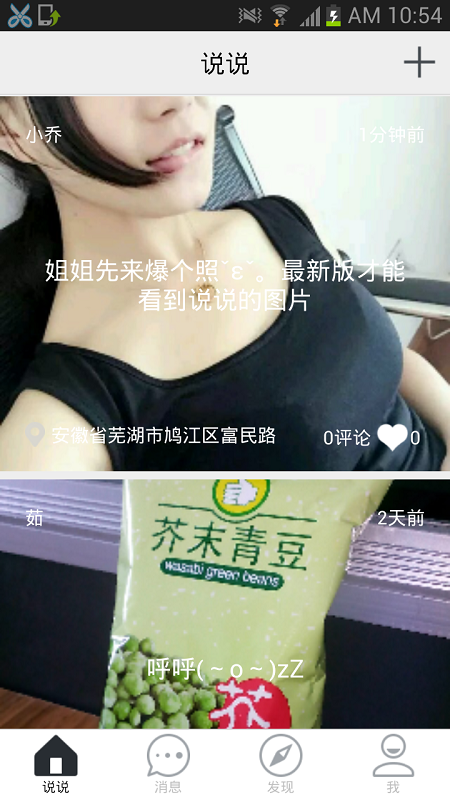 AM 10:54
说说
小乔
1分钟前
姐姐先来爆个照˘ε˘。最新版才能
看到说说的图片
安徽省芜湖市鸠江区富民路
0评论
0
茹
2天前
芥末青豆
wasabi green beans
呼呼(～o～)zZ
芥
说说
消息
发现
我